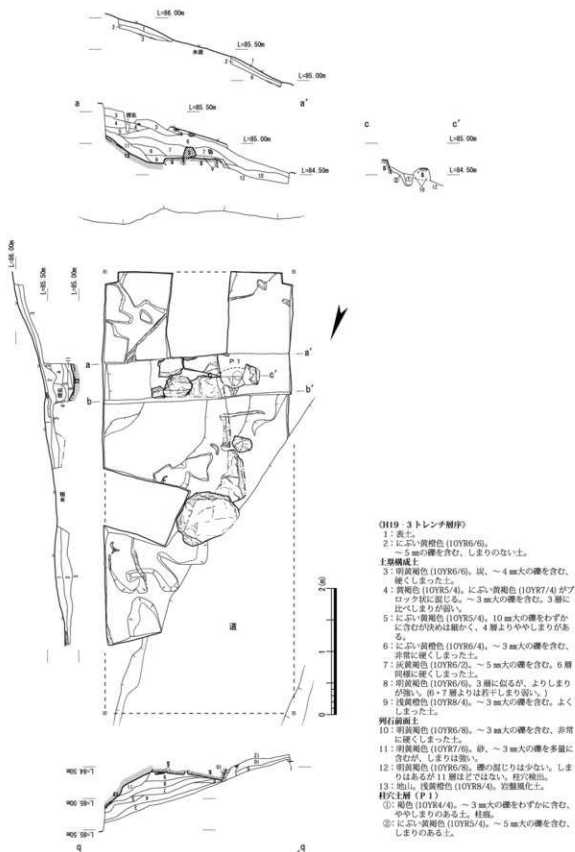 L=86.00m
L=85.50m
未掘
L=85.00m
a
a′
L=85.50m
L=85.00m
L=84.50m
c
c′
L=85.00m
L=84.50m
L=86.00m
L=85.50m
L=85.00m
未掘
P 1
a
a′
c′
b
b′
道
2(m)
0
L=84.50m
L=85.00m
L=85.50m
〈H19‐3トレンチ層序〉
1：表土。
2：にぶい黄橙色(10YR6/6)。
～5㎜の礫を含む、しまりのない土。
土塁構成土
3：明黄褐色(10YR6/6)。炭、～4㎜大の礫を含む、
硬くしまった土。
4：黄褐色(10YR5/4)。にぶい黄褐色(10YR7/4)がブ
ロック状に混じる。～3㎜大の礫を含む。3層に
比べしまりが弱い。
5：にぶい黄褐色(10YR5/4)。10㎜大の礫をわずか
に含むが決めは細かく、4層よりややしまりがあ
る。
6：にぶい黄橙色(10YR6/4)。～3㎜大の礫を含む、
非常に硬くしまった土。
7：灰黄褐色(10YR6/2)。～5㎜大の礫を含む。6層
同様に硬くしまった土。
8：明黄褐色(10YR6/6)。3層に似るが、よりしまり
が強い。(6・7層よりは若干しまり弱い。)
9：浅黄橙色(10YR8/4)。～3㎜大の礫を含む。よく
しまった土。
列石前面土
10：明黄褐色(10YR6/8)。～3㎜大の礫を含む、非常
に硬くしまった土。
11：明黄褐色(10YR7/6)。砂、～3㎜大の礫を多量に
含むが、しまりは強い。
12：明黄褐色(10YR6/8)。礫の混じりは少ない。しま
りはあるが11層ほどではない。柱穴検出。
13：地山。浅黄橙色(10YR8/4)。岩盤風化土。
柱穴土層（P1）
①：褐色(10YR4/4)。～3㎜大の礫をわずかに含む、
ややしまりのある土。柱痕。
②：にぶい黄褐色(10YR5/4)。～5㎜大の礫を含む、
しまりのある土。